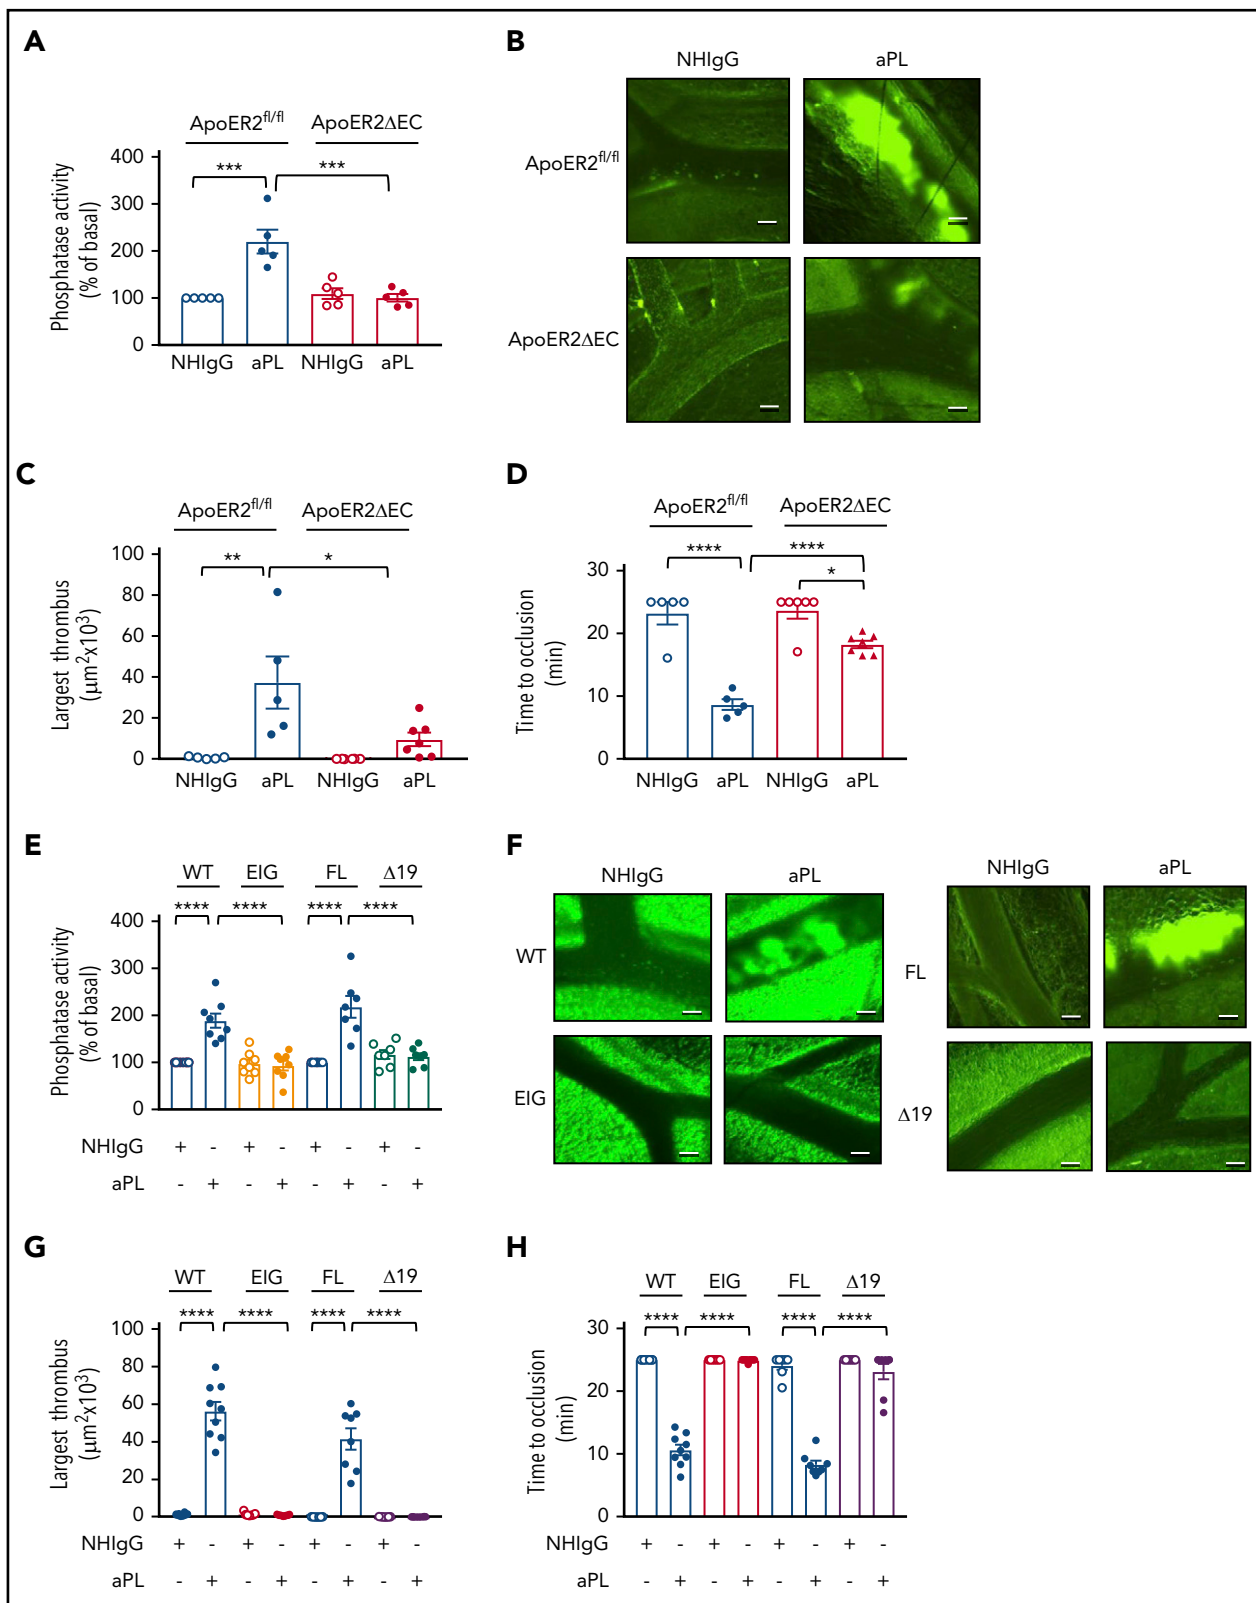 A
ApoER2fl/fl ApoER2ΔEC
*** ***
Phosphatase activity
(% of basal)
400
300
200
100
0
NHIgG aPL NHIgG aPL
B
NHIgG aPL
ApoER2fl/fl
ApoER2ΔEC
C
ApoER2fl/fl ApoER2ΔEC
** *
Largest thrombus
(μm²x10³)
100
80
60
40
20
0
NHIgG aPL NHIgG aPL
D
ApoER2fl/fl ApoER2ΔEC
**** ****
*
Time to occlusion
(min)
30
20
10
0
NHIgG aPL NHIgG aPL
E
WT EIG FL Δ19
**** **** **** ****
Phosphatase activity
(% of basal)
400
300
200
100
0
NHIgG + - + - + - + -
aPL - + - + - + - +
F
NHIgG aPL
WT
EIG
NHIgG aPL
FL
Δ19
G
WT EIG FL Δ19
**** **** **** ****
Largest thrombus
(μm²x10³)
100
80
60
40
20
0
NHIgG + - + - + - + -
aPL - + - + - + - +
H
WT EIG FL Δ19
**** **** **** ****
Time to occlusion
(min)
30
20
10
0
NHIgG + - + - + - + -
aPL - + - + - + - +